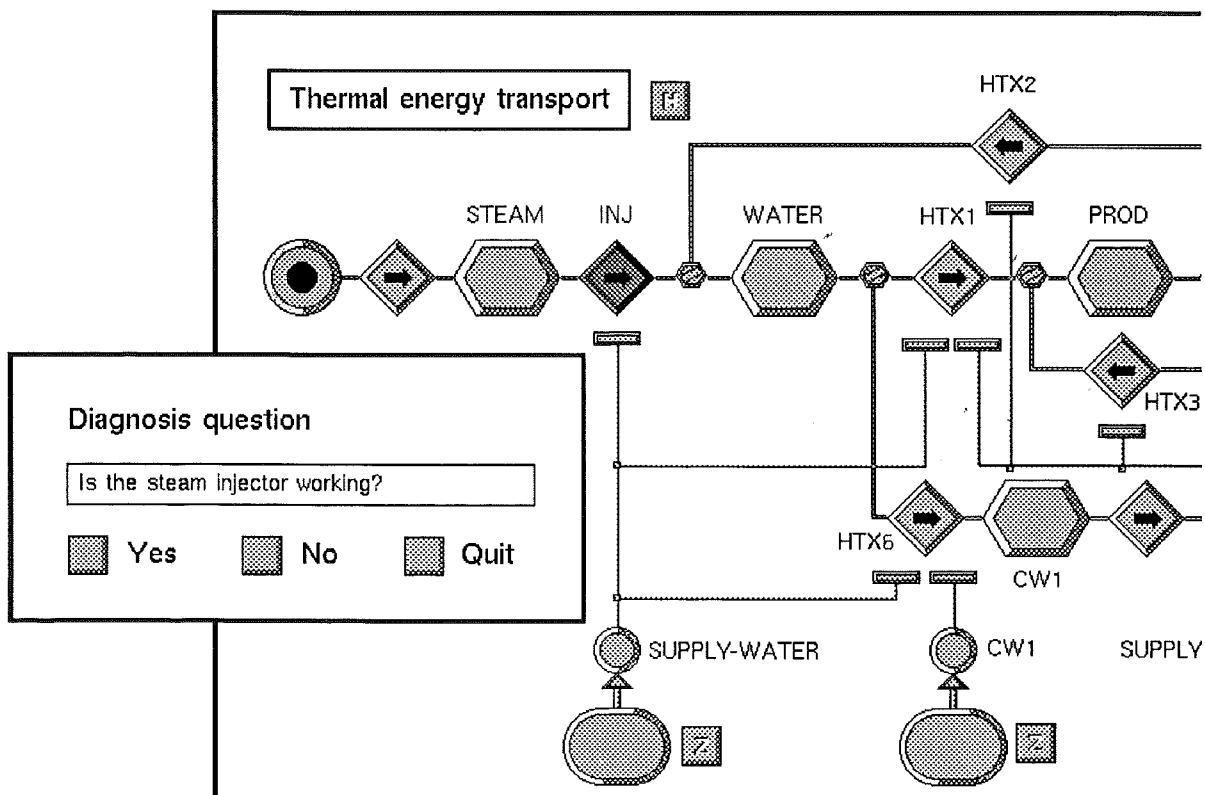 Thermal energy transport
HTX2
STEAM
INJ
WATER
HTX1
PROD
HTX3
Diagnosis question
Is the steam injector working?
Yes
No
Quit
HTX6
CW1
SUPPLY-WATER
CW1
SUPPLY
Z
Z